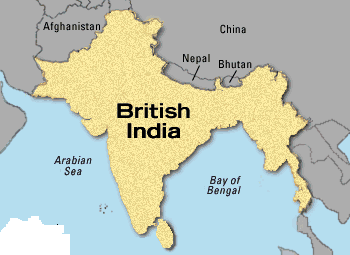 Afghanistan
China
Nepal
Bhutan
British
India
Arabian
Sea
Bay of
Bengal